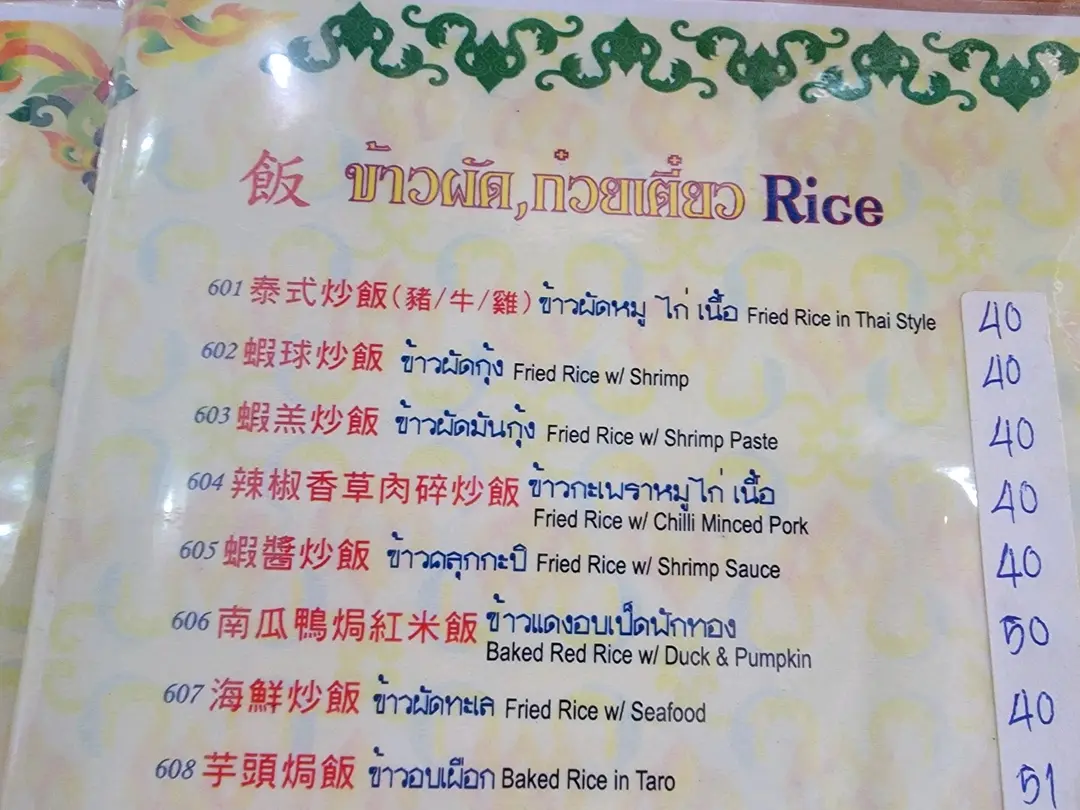 飯 ข้าวผัด,ก๋วยเตี๋ยว Rice
601 泰式炒飯(豬/牛/雞) ข้าวผัดหมู ไก่ เนื้อ Fried Rice in Thai Style 40
602 蝦球炒飯 ข้าวผัดกุ้ง Fried Rice w/ Shrimp 40
603 蝦羔炒飯 ข้าวผัดมันกุ้ง Fried Rice w/ Shrimp Paste 40
604 辣椒香草肉碎炒飯 ข้าวกะเพราหมู ไก่ เนื้อ 40
Fried Rice w/ Chilli Minced Pork
605 蝦醬炒飯 ข้าวคลุกกะปิ Fried Rice w/ Shrimp Sauce 40
606 南瓜鴨焗紅米飯 ข้าวแดงอบเป็ดฟักทอง 50
Baked Red Rice w/ Duck & Pumpkin
607 海鮮炒飯 ข้าวผัดทะเล Fried Rice w/ Seafood 40
608 芋頭焗飯 ข้าวอบเผือก Baked Rice in Taro 51